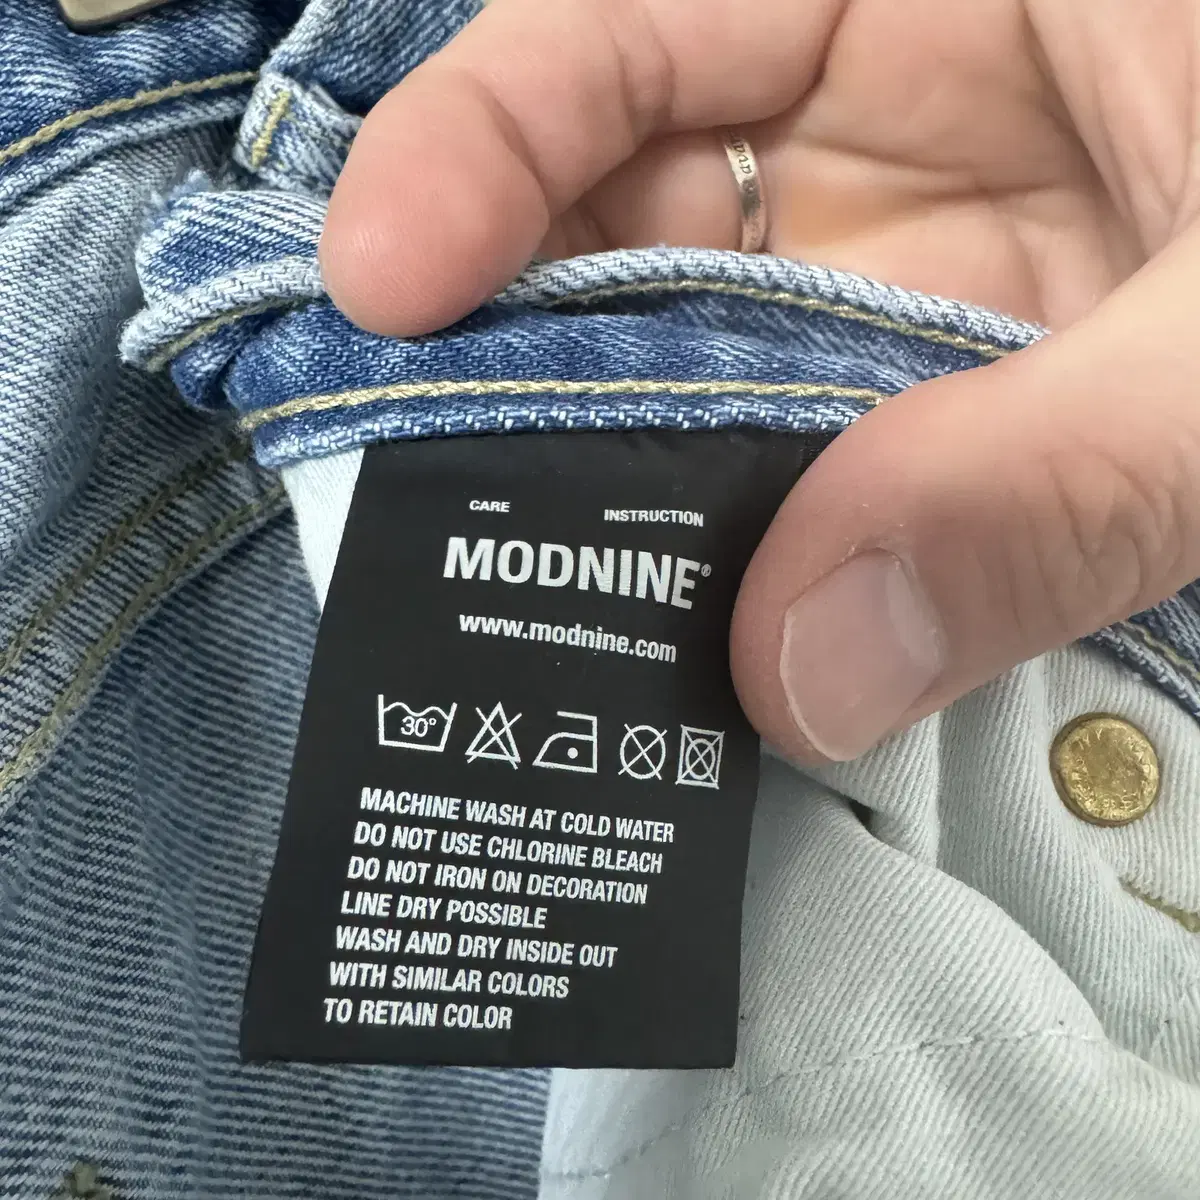 CARE INSTRUCTION
MODNINE®
www.modnine.com
30°
MACHINE WASH AT COLD WATER
DO NOT USE CHLORINE BLEACH
DO NOT IRON ON DECORATION
LINE DRY POSSIBLE
WASH AND DRY INSIDE OUT
WITH SIMILAR COLORS
TO RETAIN COLOR